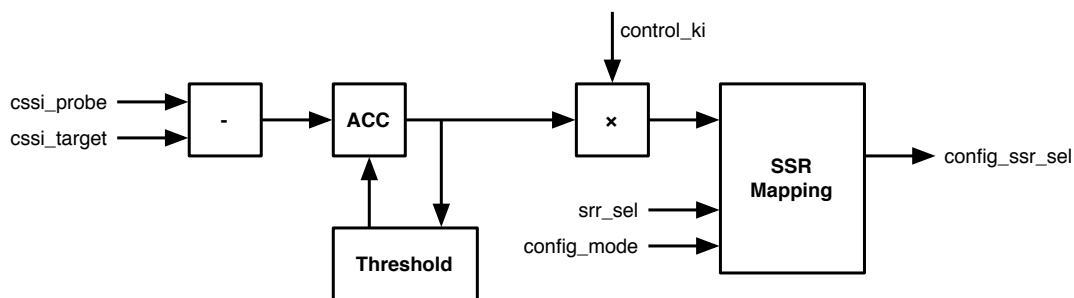 control_ki
cssi_probe
cssi_target
-
ACC
×
SSR
Mapping
config_ssr_sel
srr_sel
config_mode
Threshold